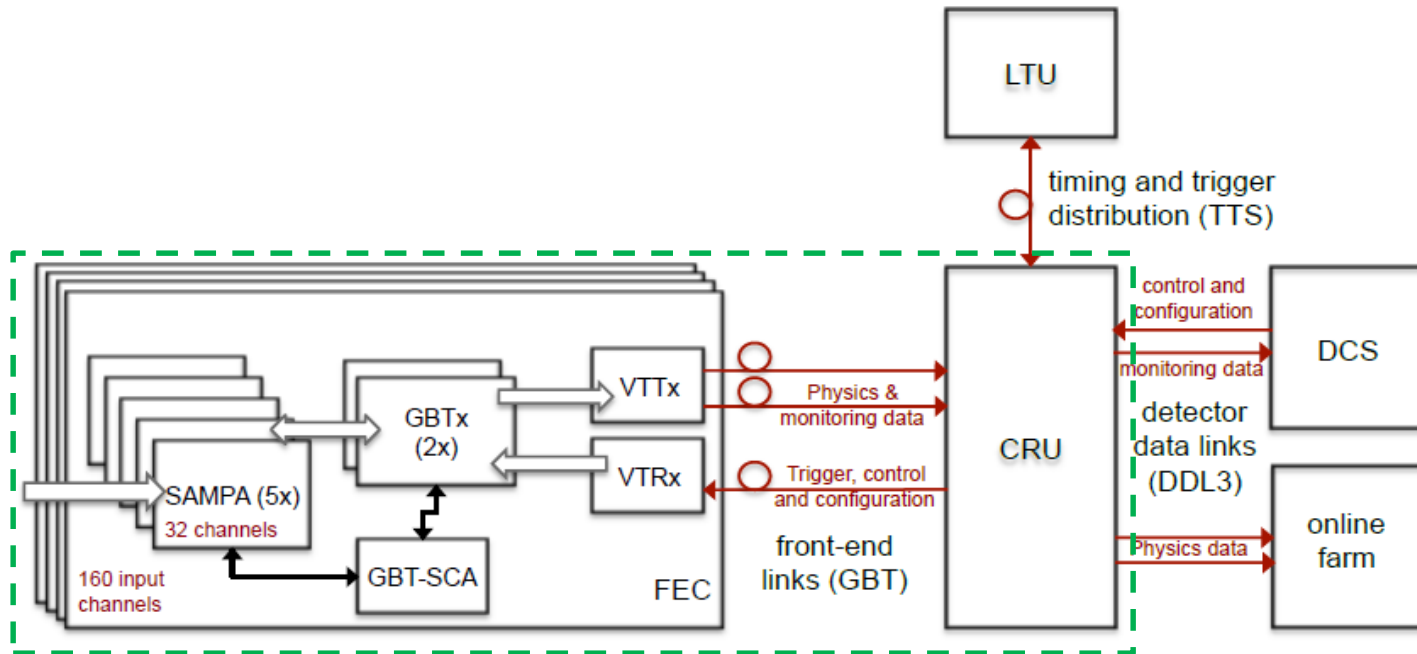 LTU
timing and trigger
distribution (TTS)
control and
configuration
DCS
monitoring data
detector
data links
(DDL3)
VTTx
GBTx
(2x)
Physics &
monitoring data
CRU
VTRx
Trigger, control
and configuration
SAMPA (5x)
32 channels
online
farm
Physics data
front-end
links (GBT)
GBT-SCA
160 input
channels
FEC